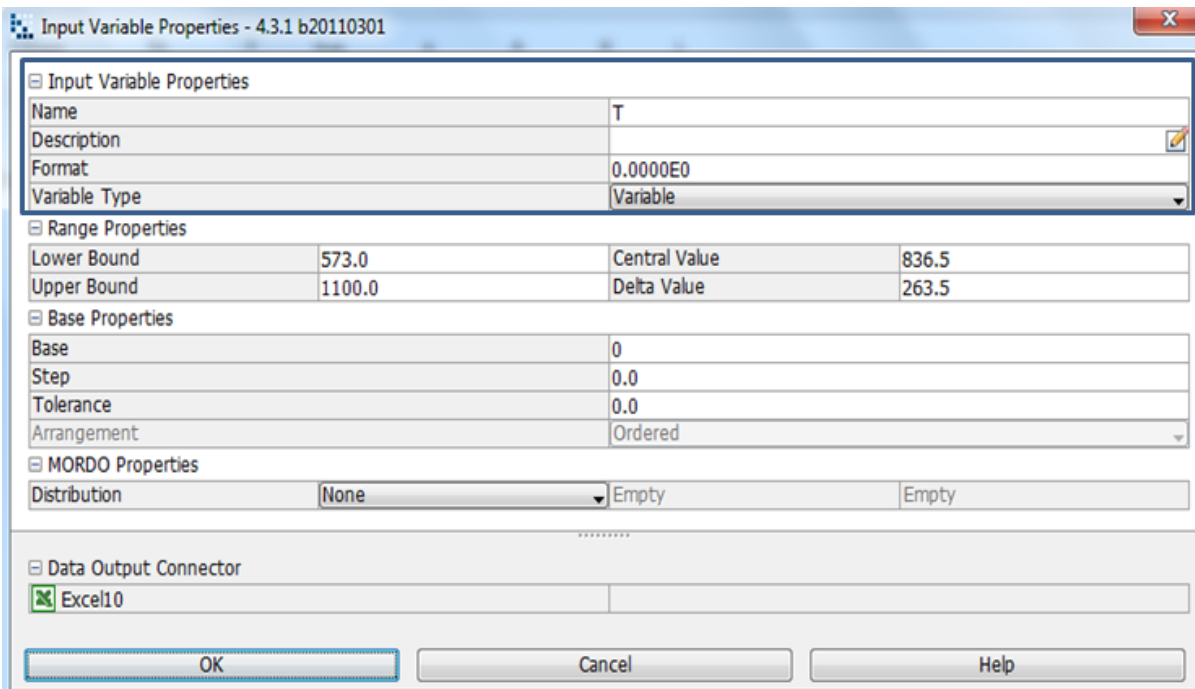 Input Variable Properties - 4.3.1 b20110301
Input Variable Properties
Name T
Description
Format 0.0000E0
Variable Type Variable
Range Properties
Lower Bound 573.0 Central Value 836.5
Upper Bound 1100.0 Delta Value 263.5
Base Properties
Base 0
Step 0.0
Tolerance 0.0
Arrangement Ordered
MORDO Properties
Distribution None Empty Empty
Data Output Connector
Excel10
OK Cancel Help